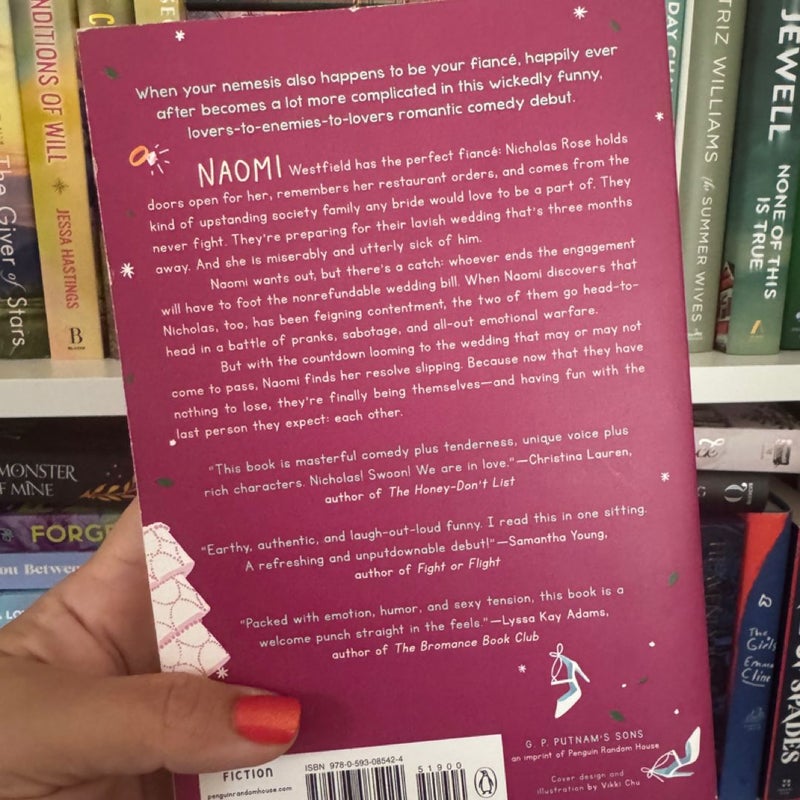 When your nemesis also happens to be your fiancé, happily ever
after becomes a lot more complicated in this wickedly funny,
lovers-to-enemies-to-lovers romantic comedy debut.
NAOMI Westfield has the perfect fiancé: Nicholas Rose holds
doors open for her, remembers her restaurant orders, and comes from the
kind of upstanding society family any bride would love to be a part of. They
never fight. They're preparing for their lavish wedding that's three months
away. And she is miserably and utterly sick of him.
Naomi wants out, but there's a catch: whoever ends the engagement
will have to foot the nonrefundable wedding bill. When Naomi discovers that
Nicholas, too, has been feigning contentment, the two of them go head-to-
head in a battle of pranks, sabotage, and all-out emotional warfare.
But with the countdown looming to the wedding that may or may not
come to pass, Naomi finds her resolve slipping. Because now that they have
nothing to lose, they're finally being themselves—and having fun with the
last person they expect: each other.
"This book is masterful comedy plus tenderness, unique voice plus
rich characters. Nicholas! Swoon! We are in love."—Christina Lauren,
author of The Honey-Don't List
"Earthy, authentic, and laugh-out-loud funny. I read this in one sitting.
A refreshing and unputdownable debut!"—Samantha Young,
author of Fight or Flight
"Packed with emotion, humor, and sexy tension, this book is a
welcome punch straight in the feels."—Lyssa Kay Adams,
author of The Bromance Book Club
G. P. PUTNAM'S SONS
an imprint of Penguin Random House
Cover design and
illustration by Vikki Chu
FICTION
penguinrandomhouse.com
ISBN 978-0-593-08542-4
51900
The Giver of Stars
NDITIONS OF WILL
JESSA HASTINGS
B
DAY
TRIZ WILLIAMS
the SUMMER WIVES
JEWELL
NONE OF THIS
IS TRUE
MONSTER
OF MINE
FORGE
ou Between
The
Girls
Emma
Cline
SPADES